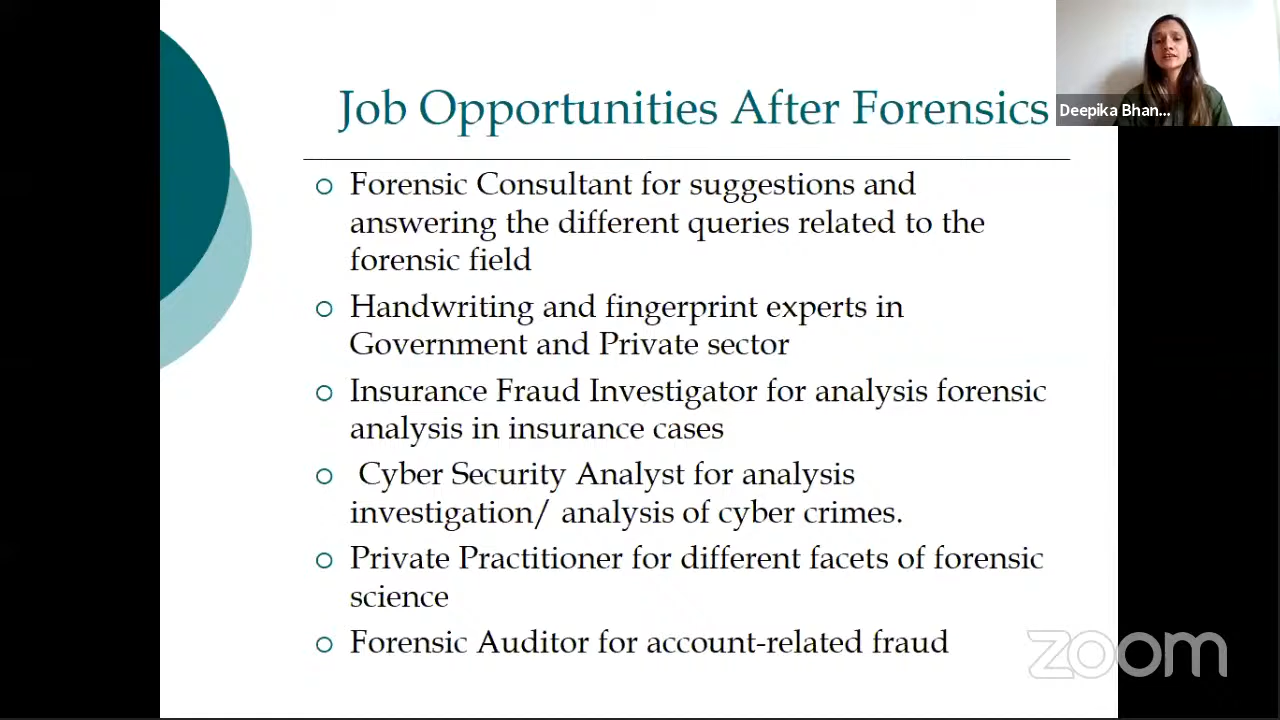 Job Opportunities After Forensics
Deepika Bhan...
Forensic Consultant for suggestions and
answering the different queries related to the
forensic field
Handwriting and fingerprint experts in
Government and Private sector
Insurance Fraud Investigator for analysis forensic
analysis in insurance cases
Cyber Security Analyst for analysis
investigation/ analysis of cyber crimes.
Private Practitioner for different facets of forensic
science
Forensic Auditor for account-related fraud
zoom